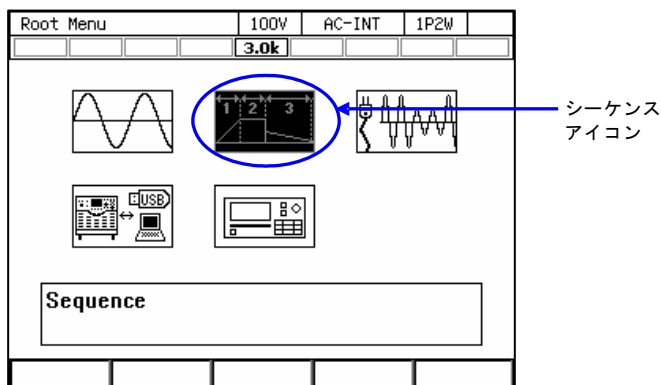 Root Menu 100V AC-INT 1P2W
3.0k
1 2 3
シーケンス
アイコン
USB
Sequence